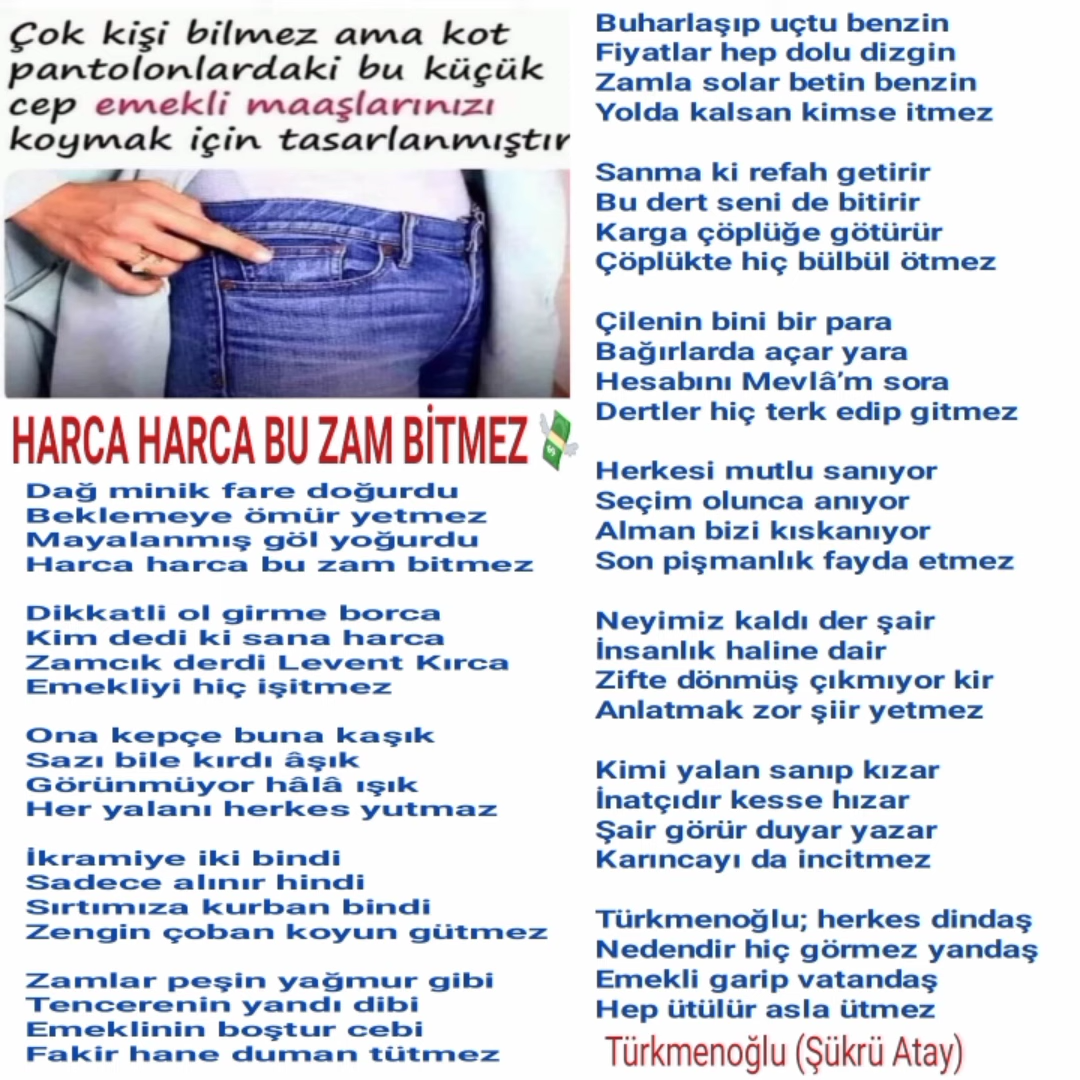 Çok kişi bilmez ama kot
pantolonlardaki bu küçük
cep emekli maaşlarınızı
koymak için tasarlanmıştır
HARCA HARCA BU ZAM BİTMEZ
Dağ minik fare doğurdu
Beklemeye ömür yetmez
Mayalanmış göl yoğurdu
Harca harca bu zam bitmez
Dikkatli ol girme borca
Kim dedi ki sana harca
Zamcık derdi Levent Kırca
Emekliyi hiç işitmez
Ona kepçe buna kaşık
Sazı bile kırdı âşık
Görünmüyor hâlâ ışık
Her yalanı herkes yutmaz
İkramiye iki bindi
Sadece alınır hindi
Sırtımıza kurban bindi
Zengin çoban koyun gütmez
Zamlar peşin yağmur gibi
Tencerenin yandı dibi
Emeklinin boştur cebi
Fakir hane duman tütmez
Buharlaşıp uçtu benzin
Fiyatlar hep dolu dizgin
Zamla solar betin benzin
Yolda kalsan kimse itmez
Sanma ki refah getirir
Bu dert seni de bitirir
Karga çöplüğe götürür
Çöplükte hiç bülbül ötmez
Çilenin bini bir para
Bağırlarda açar yara
Hesabını Mevlâ’m sora
Dertler hiç terk edip gitmez
Herkesi mutlu sanıyor
Seçim olunca anıyor
Alman bizi kıskanıyor
Son pişmanlık fayda etmez
Neyimiz kaldı der şair
İnsanlık haline dair
Zifte dönmüş çıkmıyor kir
Anlatmak zor şiir yetmez
Kimi yalan sanıp kızar
İnatçıdır kesse hızar
Şair görür duyar yazar
Karıncayı da incitmez
Türkmenoğlu; herkes dindaş
Nedendir hiç görmez yandaş
Emekli garip vatandaş
Hep ütülür asla ütmez
Türkmenoğlu (Şükrü Atay)